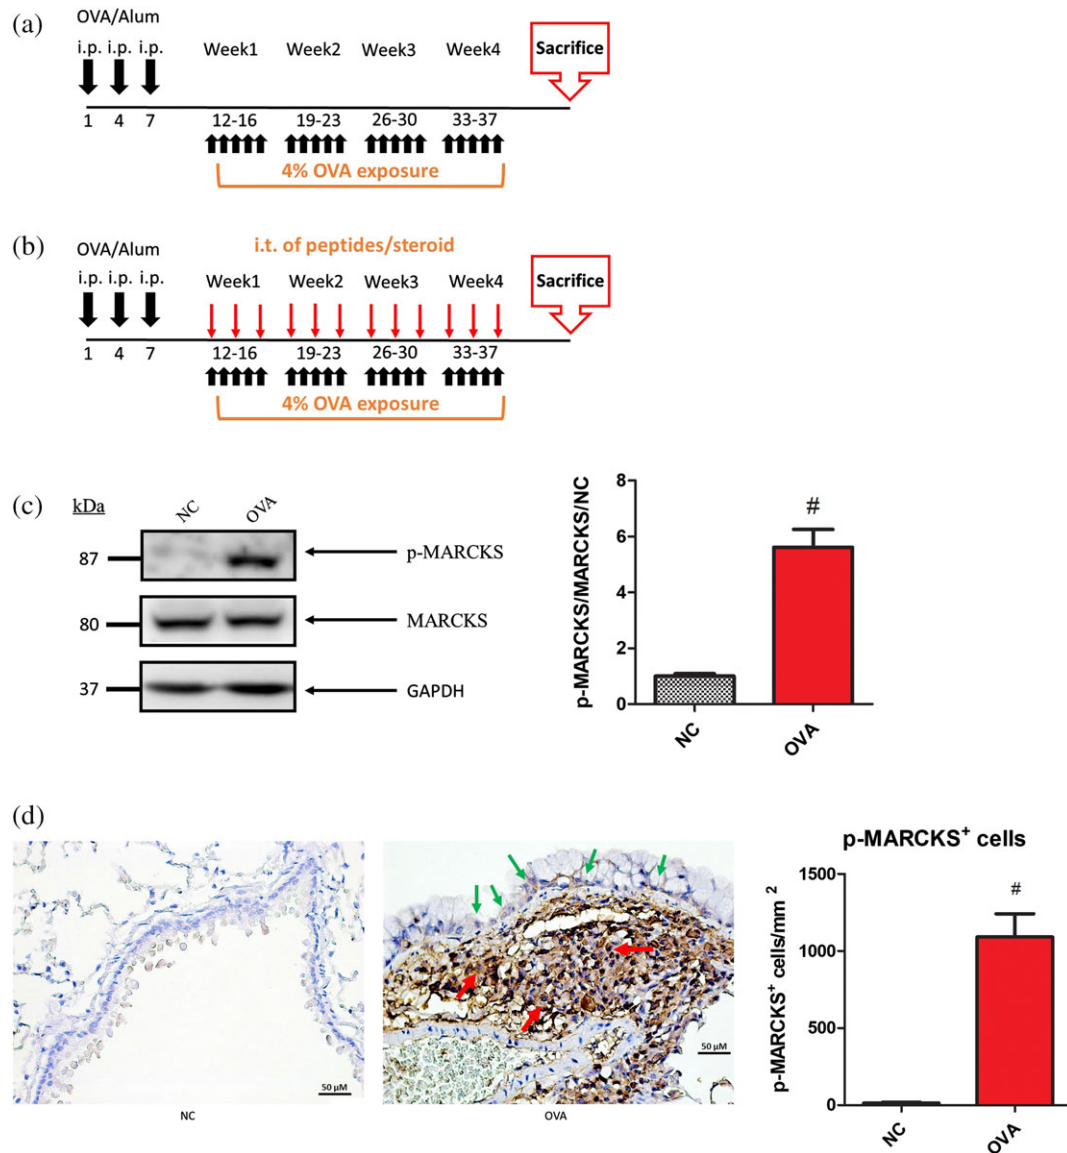 (a)
OVA/Alum
i.p. i.p. i.p.
Week1 Week2 Week3 Week4
Sacrifice
1 4 7 12-16 19-23 26-30 33-37
4% OVA exposure
(b)
OVA/Alum
i.t. of peptides/steroid
i.p. i.p. i.p.
Week1 Week2 Week3 Week4
Sacrifice
1 4 7 12-16 19-23 26-30 33-37
4% OVA exposure
(c)
kDa
NC OVA
87 p-MARCKS
80 MARCKS
37 GAPDH
p-MARCKS/MARCKS/NC
8
6
4
2
0
#
NC OVA
(d)
50 μM
NC
50 μM
OVA
p-MARCKS⁺ cells
p-MARCKS⁺ cells/mm ²
1500
1000
500
0
#
NC OVA